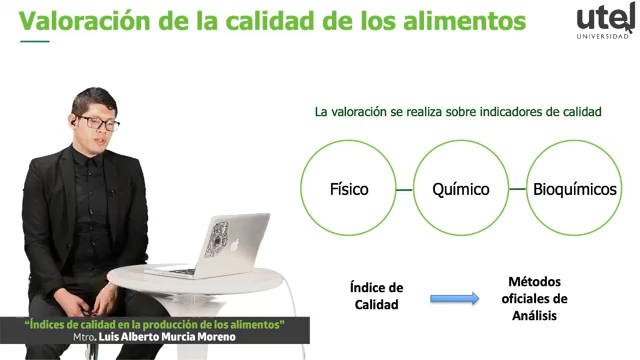 Valoración de la calidad de los alimentos
utel
UNIVERSIDAD
La valoración se realiza sobre indicadores de calidad
Físico
Químico
Bioquímicos
Índice de
Calidad
Métodos
oficiales de
Análisis
“Índices de calidad en la producción de los alimentos”
Mtro. Luis Alberto Murcia Moreno